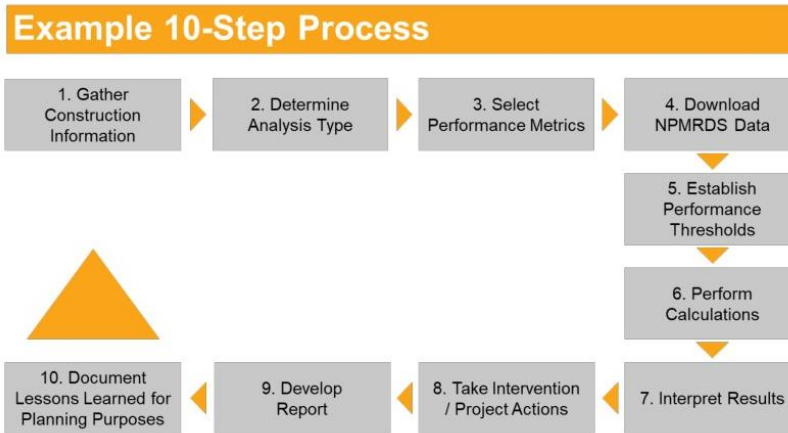 Example 10-Step Process
1. Gather
Construction
Information
2. Determine
Analysis Type
3. Select
Performance Metrics
4. Download
NPMRDS Data
5. Establish
Performance
Thresholds
6. Perform
Calculations
7. Interpret Results
8. Take Intervention
/ Project Actions
9. Develop
Report
10. Document
Lessons Learned for
Planning Purposes